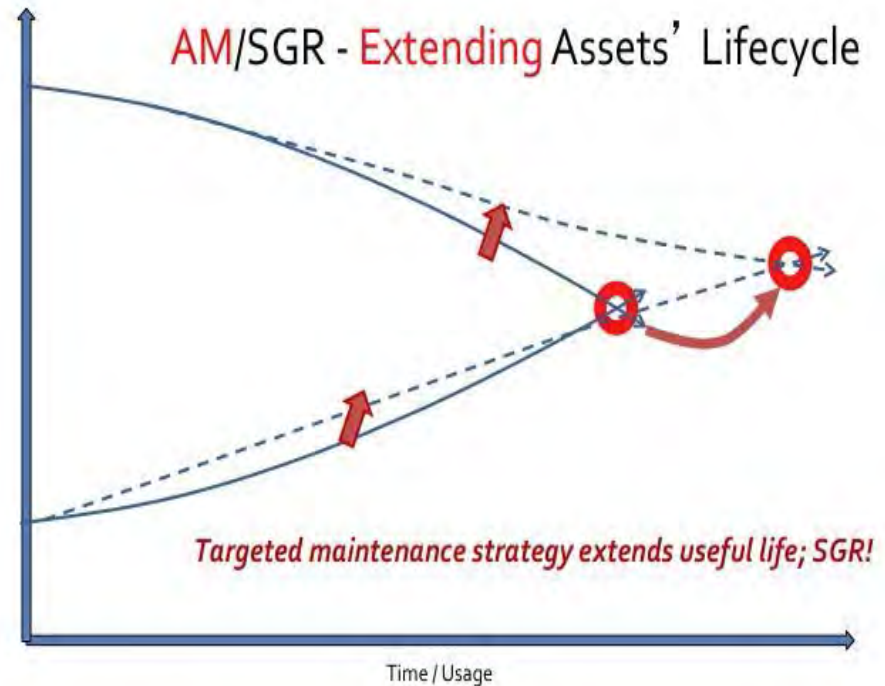 AM/SGR - Extending Assets’ Lifecycle
Targeted maintenance strategy extends useful life; SGR!
Time / Usage